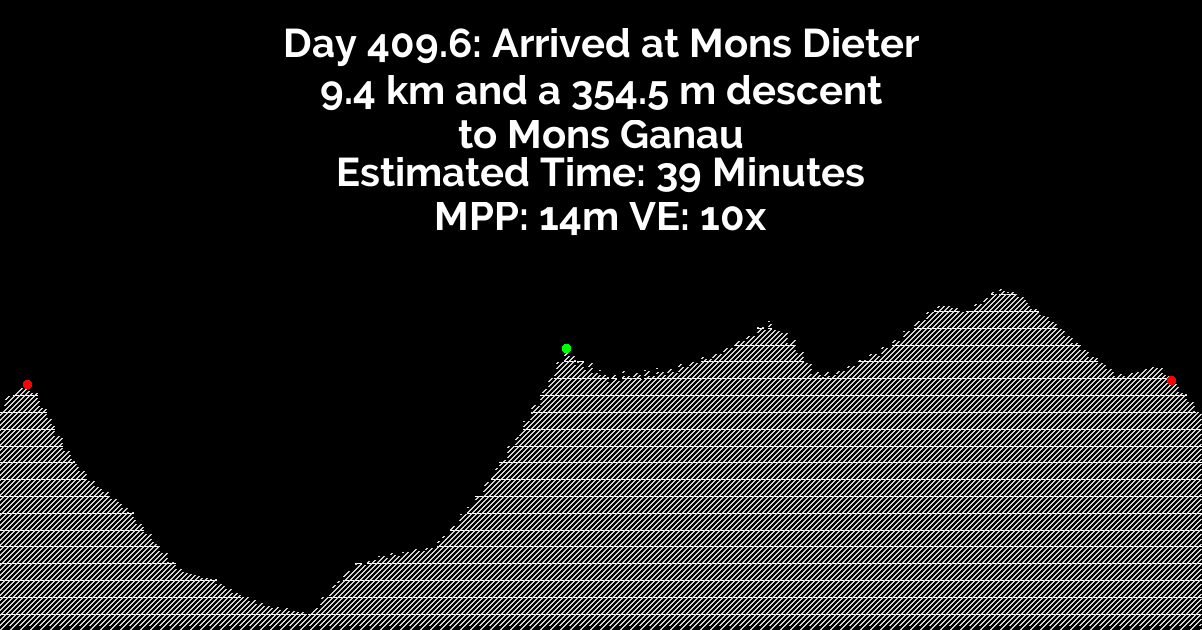 Day 409.6: Arrived at Mons Dieter
9.4 km and a 354.5 m descent
to Mons Ganau
Estimated Time: 39 Minutes
MPP: 14m VE: 10x